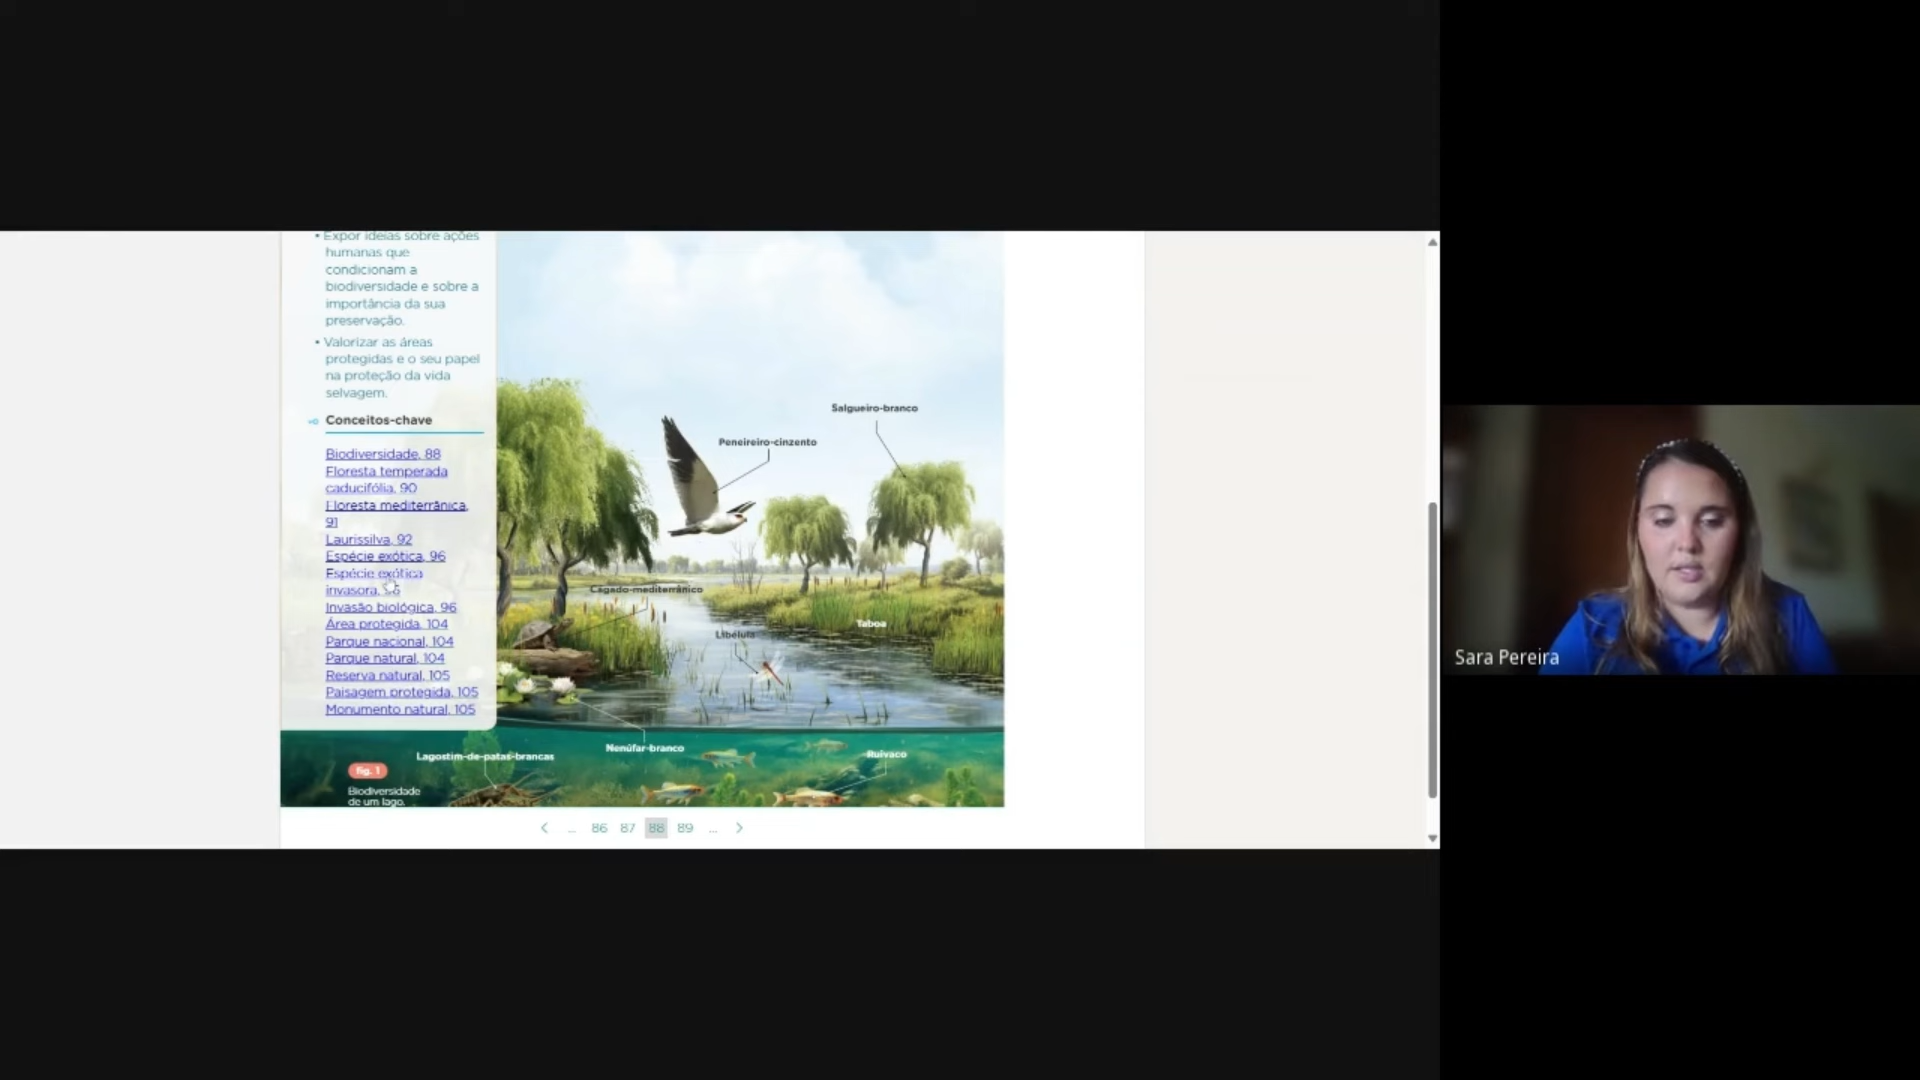 • Expor ideias sobre ações
humanas que
condicionam a
biodiversidade e sobre a
importância da sua
preservação.
• Valorizar as áreas
protegidas e o seu papel
na proteção da vida
selvagem.
Conceitos-chave
Biodiversidade, 88
Floresta temperada
caducifólia, 90
Floresta mediterrânica,
91
Laurissilva, 92
Espécie exótica, 96
Espécie exótica
invasora,
Invasão biológica, 96
Área protegida, 104
Parque nacional, 104
Parque natural, 104
Reserva natural, 105
Paisagem protegida, 105
Monumento natural, 105
Salgueiro-branco
Peneireiro-cinzento
Cágado-mediterrânico
Taboa
Libélula
Nenúfar-branco
Lagostim-de-patas-brancas
Ruivaco
fig. 1
Biodiversidade
de um lago.
< ... 86 87 88 89 ... >
Sara Pereira